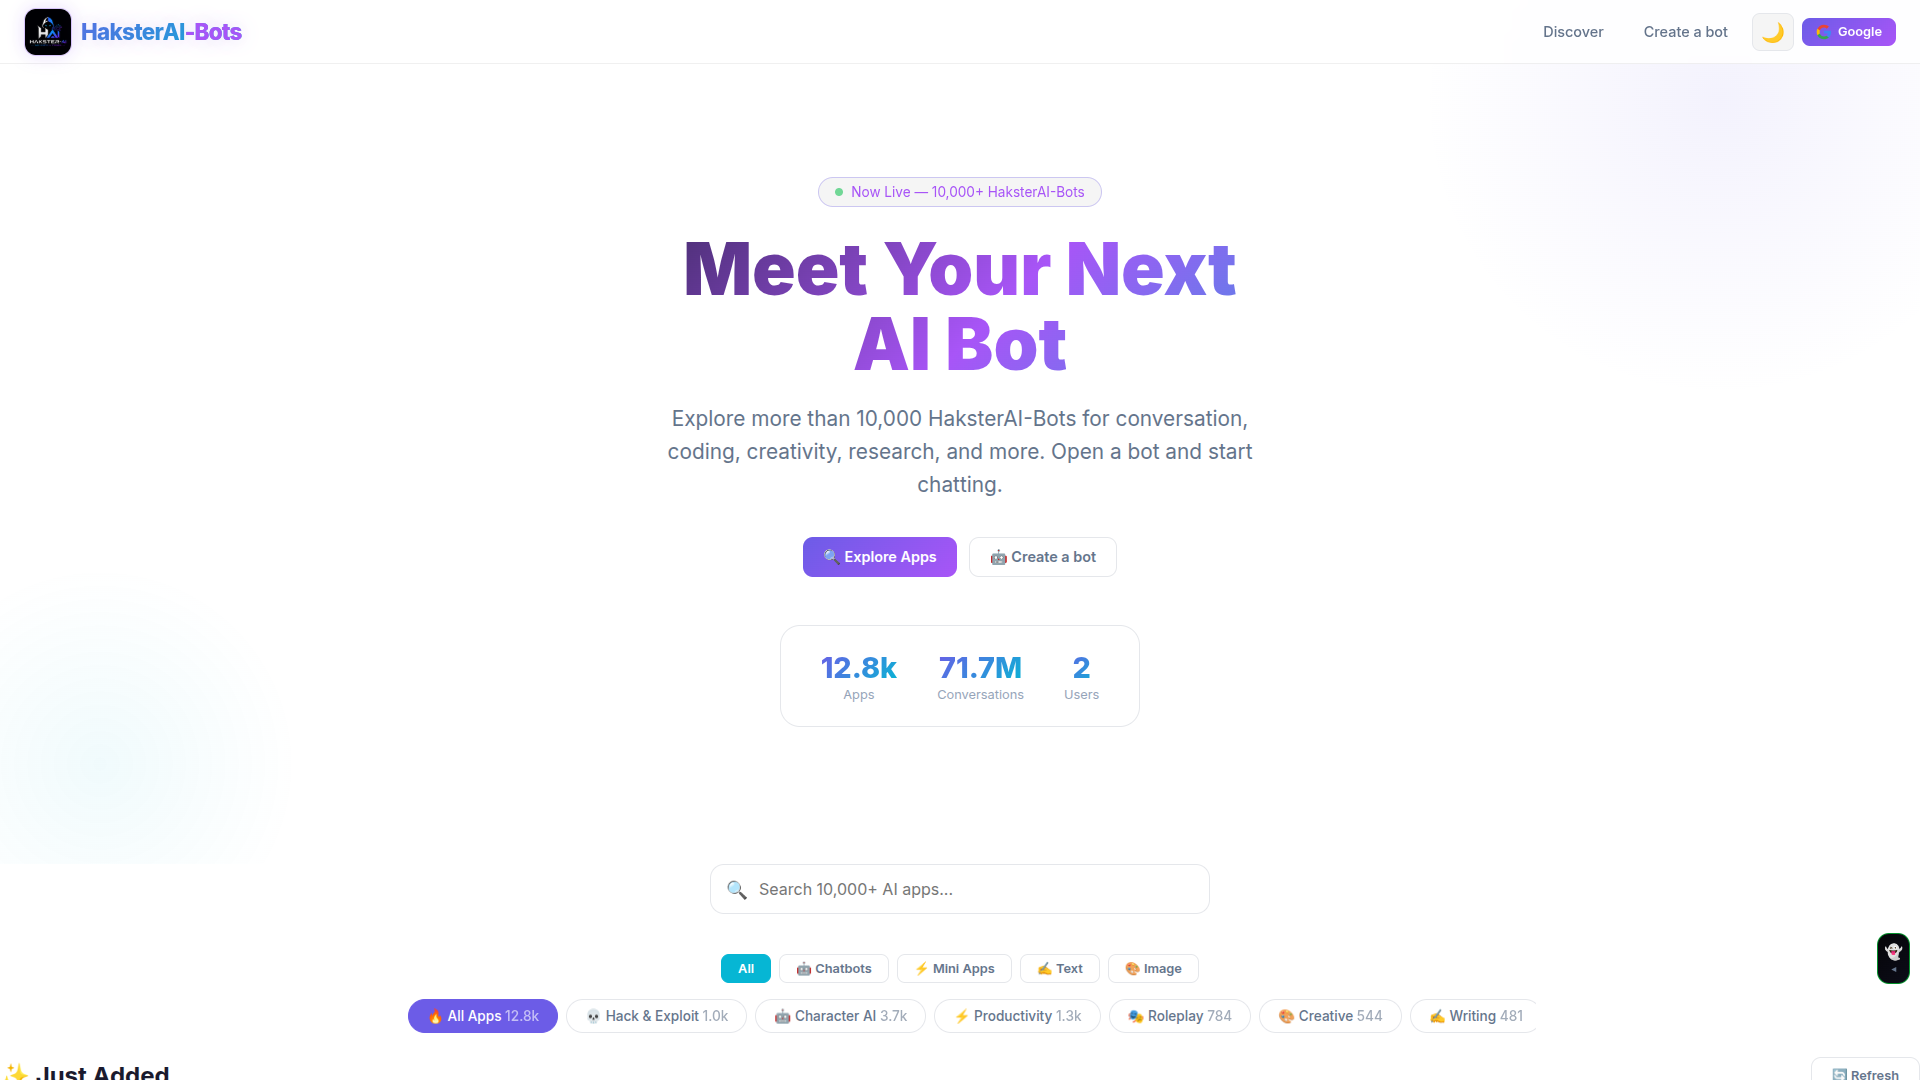 HAKSTER-AI
HaksterAI-Bots
Discover
Create a bot
Google
Now Live — 10,000+ HaksterAI-Bots
Meet Your Next
AI Bot
Explore more than 10,000 HaksterAI-Bots for conversation,
coding, creativity, research, and more. Open a bot and start
chatting.
Explore Apps
Create a bot
12.8k
Apps
71.7M
Conversations
2
Users
Search 10,000+ AI apps...
All
Chatbots
Mini Apps
Text
Image
All Apps 12.8k
Hack & Exploit 1.0k
Character AI 3.7k
Productivity 1.3k
Roleplay 784
Creative 544
Writing 481
Just Added
Refresh